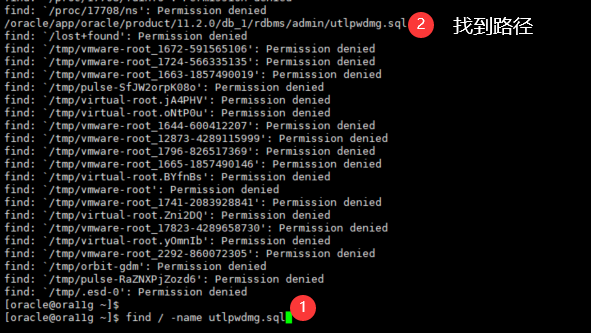 find: `/proc/17708/ns': Permission denied
/oracle/app/oracle/product/11.2.0/db_1/rdbms/admin/utlpwdmg.sql 2 找到路径
find: `/lost+found': Permission denied
find: `/tmp/vmware-root_1672-591565106': Permission denied
find: `/tmp/vmware-root_1724-566335135': Permission denied
find: `/tmp/vmware-root_1663-1857490019': Permission denied
find: `/tmp/pulse-SfJW2orpK08o': Permission denied
find: `/tmp/virtual-root.jA4PHV': Permission denied
find: `/tmp/virtual-root.oNtP0u': Permission denied
find: `/tmp/vmware-root_1644-600412207': Permission denied
find: `/tmp/vmware-root_12873-4289115999': Permission denied
find: `/tmp/vmware-root_1796-826517369': Permission denied
find: `/tmp/vmware-root_1665-1857490146': Permission denied
find: `/tmp/virtual-root.BYfnBs': Permission denied
find: `/tmp/vmware-root': Permission denied
find: `/tmp/vmware-root_1741-2083928841': Permission denied
find: `/tmp/virtual-root.Zni2DQ': Permission denied
find: `/tmp/vmware-root_17823-4289658730': Permission denied
find: `/tmp/virtual-root.yOmnIb': Permission denied
find: `/tmp/vmware-root_2292-860072305': Permission denied
find: `/tmp/orbit-gdm': Permission denied
find: `/tmp/pulse-RaZNXPjZozd6': Permission denied
find: `/tmp/.esd-0': Permission denied
[oracle@ora11g ~]$
[oracle@ora11g ~]$ find / -name utlpwdmg.sql 1